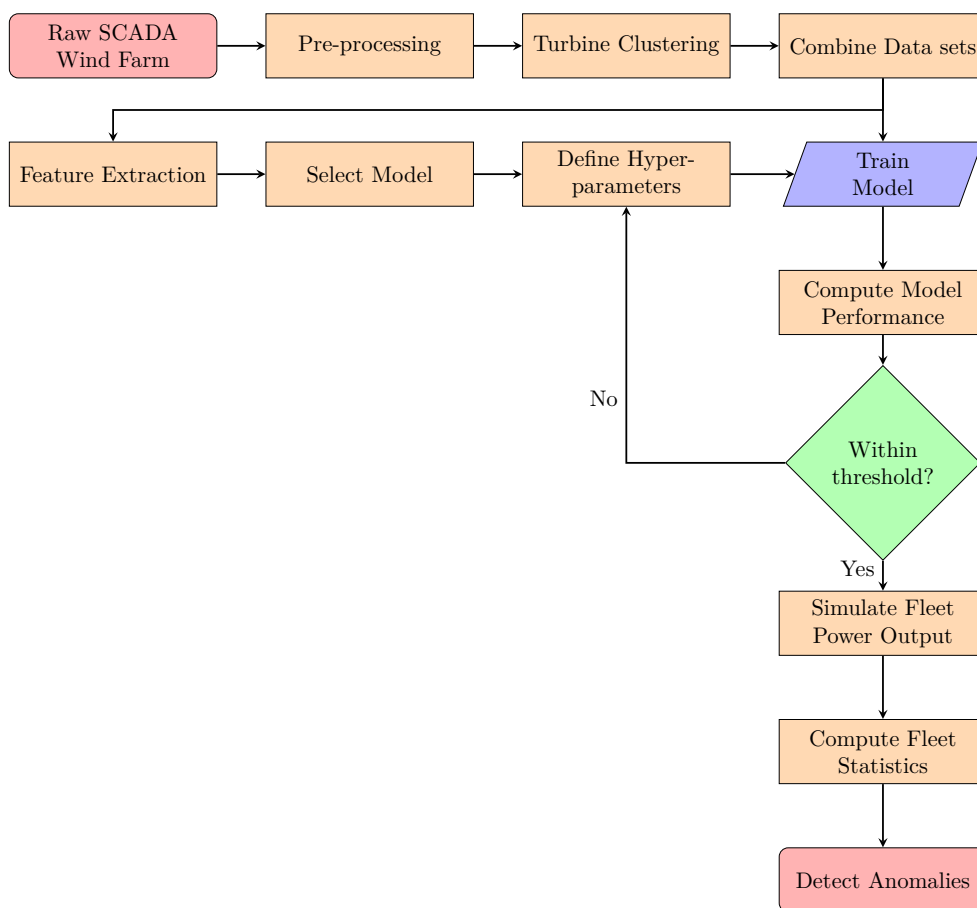 Raw SCADA
Wind Farm
Pre-processing
Turbine Clustering
Combine Data sets
Feature Extraction
Select Model
Define Hyper-
parameters
Train
Model
Compute Model
Performance
No
Within
threshold?
Yes
Simulate Fleet
Power Output
Compute Fleet
Statistics
Detect Anomalies